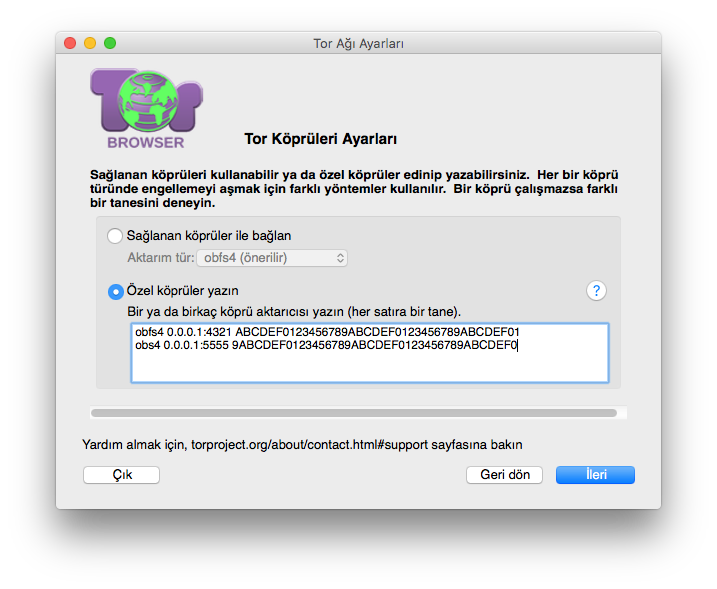 Tor Ağı Ayarları
Tor
BROWSER
Tor Köprüleri Ayarları
Sağlanan köprüleri kullanabilir ya da özel köprüler edinip yazabilirsiniz. Her bir köprü
türünde engellemeyi aşmak için farklı yöntemler kullanılır. Bir köprü çalışmazsa farklı
bir tanesini deneyin.
Sağlanan köprüler ile bağlan
Aktarım tür: obfs4 (önerilir)
Özel köprüler yazın
?
Bir ya da birkaç köprü aktarıcısı yazın (her satıra bir tane).
obfs4 0.0.0.1:4321 ABCDEF0123456789ABCDEF0123456789ABCDEF01
obs4 0.0.0.1:5555 9ABCDEF0123456789ABCDEF0123456789ABCDEF0
Yardım almak için, torproject.org/about/contact.html#support sayfasına bakın
Çık
Geri dön
İleri